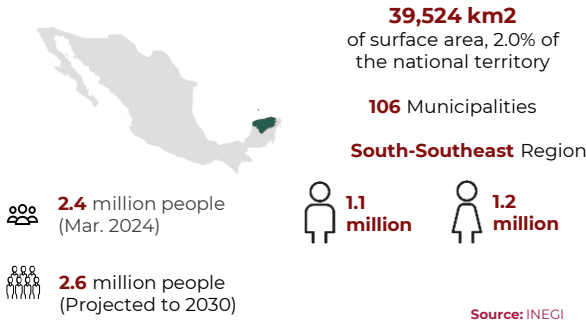 39,524 km2
of surface area, 2.0% of
the national territory
106 Municipalities
South-Southeast Region
2.4 million people
(Mar. 2024)
1.1
million
1.2
million
2.6 million people
(Projected to 2030)
Source: INEGI